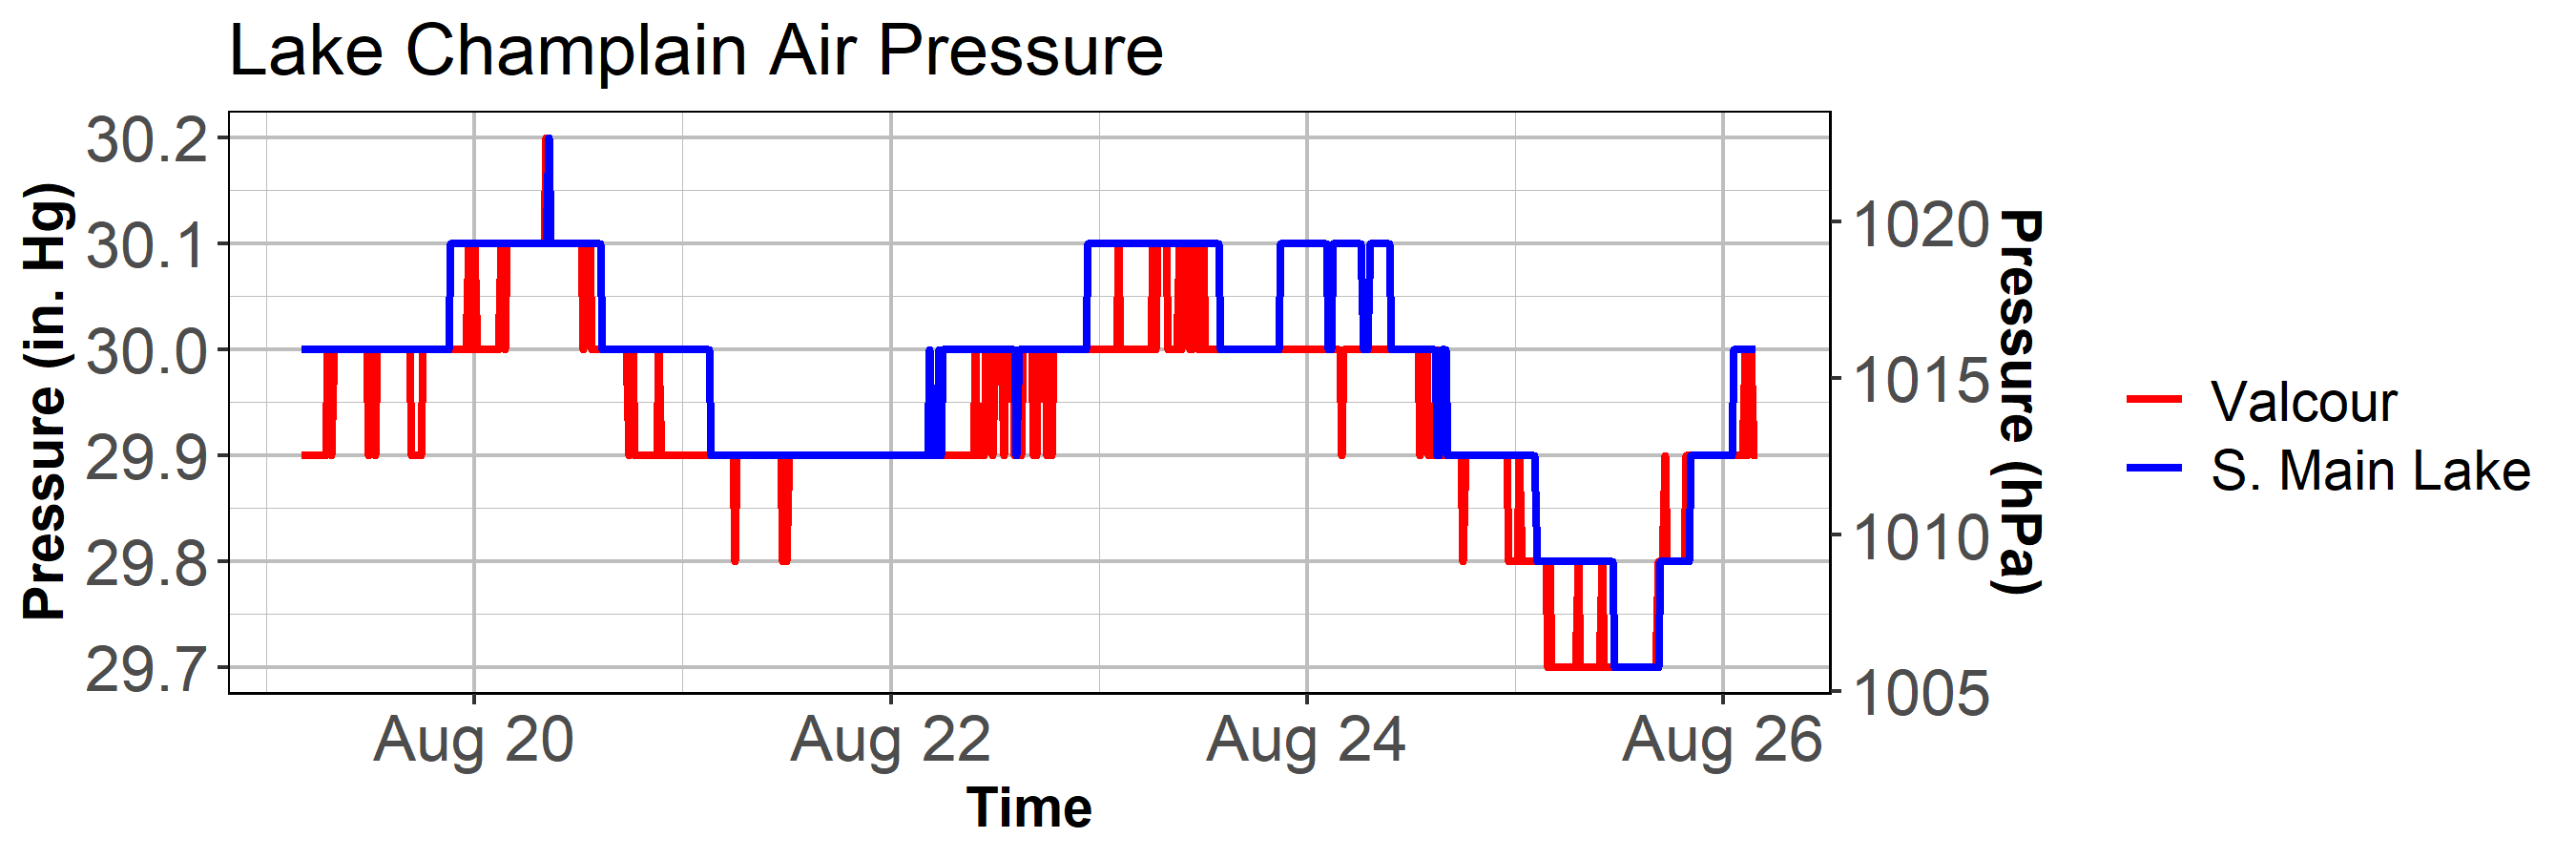 Lake Champlain Air Pressure
Pressure (in. Hg)
30.2
30.1
30.0
29.9
29.8
29.7
1020
1015
1010
1005
Pressure (hPa)
Aug 20 Aug 22 Aug 24 Aug 26
Time
Valcour
S. Main Lake